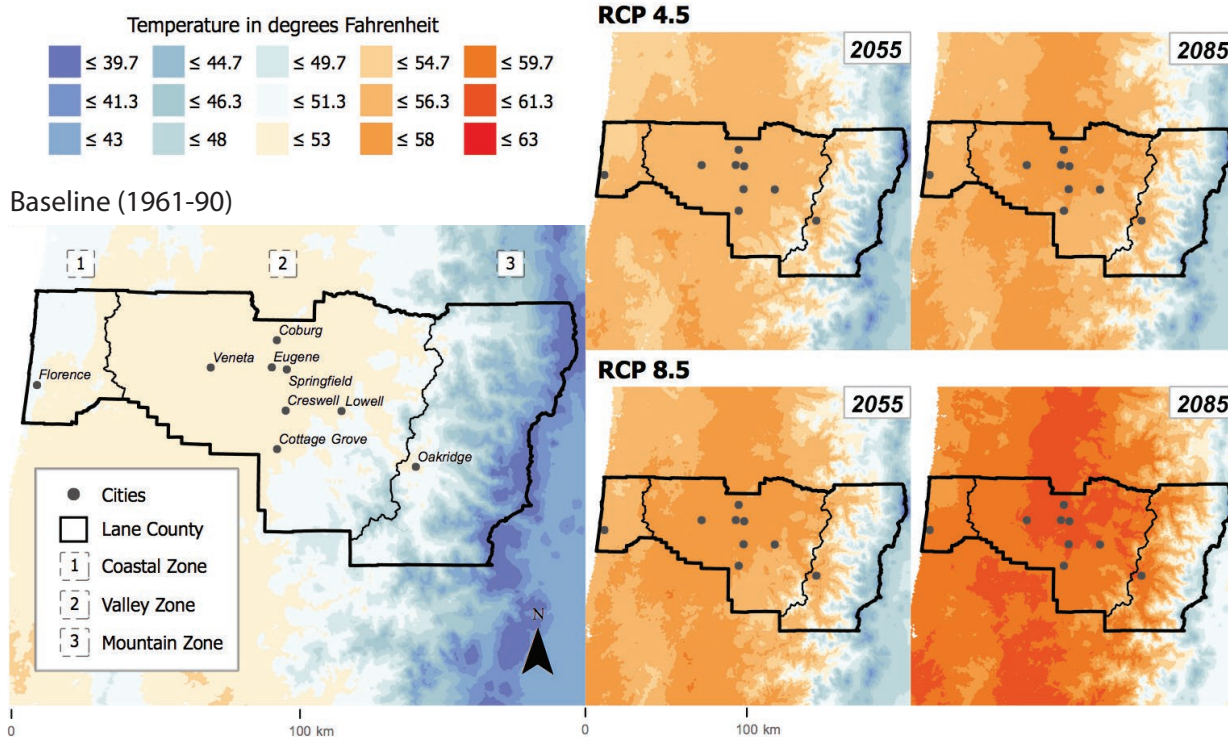 Temperature in degrees Fahrenheit
≤ 39.7 ≤ 44.7 ≤ 49.7 ≤ 54.7 ≤ 59.7
≤ 41.3 ≤ 46.3 ≤ 51.3 ≤ 56.3 ≤ 61.3
≤ 43 ≤ 48 ≤ 53 ≤ 58 ≤ 63
Baseline (1961-90)
1 2 3
Coburg
Veneta Eugene
Springfield
Florence
Creswell Lowell
Cottage Grove
Oakridge
Cities
Lane County
1 Coastal Zone
2 Valley Zone
3 Mountain Zone
N
0 100 km
RCP 4.5
2055 2085
RCP 8.5
2055 2085
0 100 km